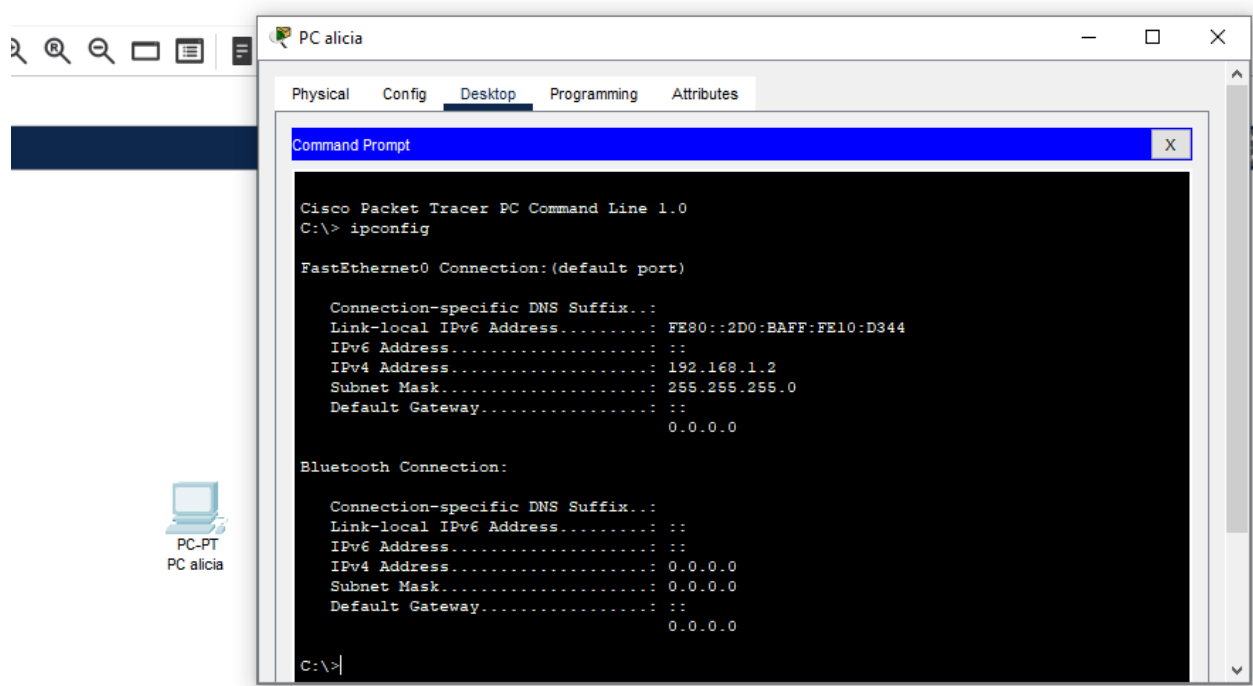 PC alicia
Physical Config Desktop Programming Attributes
Command Prompt
X
Cisco Packet Tracer PC Command Line 1.0
C:\> ipconfig
FastEthernet0 Connection:(default port)
Connection-specific DNS Suffix..:
Link-local IPv6 Address.........: FE80::2D0:BAFF:FE10:D344
IPv6 Address....................: ::
IPv4 Address....................: 192.168.1.2
Subnet Mask.....................: 255.255.255.0
Default Gateway.................: ::
0.0.0.0
Bluetooth Connection:
Connection-specific DNS Suffix..:
Link-local IPv6 Address.........: ::
IPv6 Address....................: ::
IPv4 Address....................: 0.0.0.0
Subnet Mask.....................: 0.0.0.0
Default Gateway.................: ::
0.0.0.0
C:\>
PC-PT
PC alicia